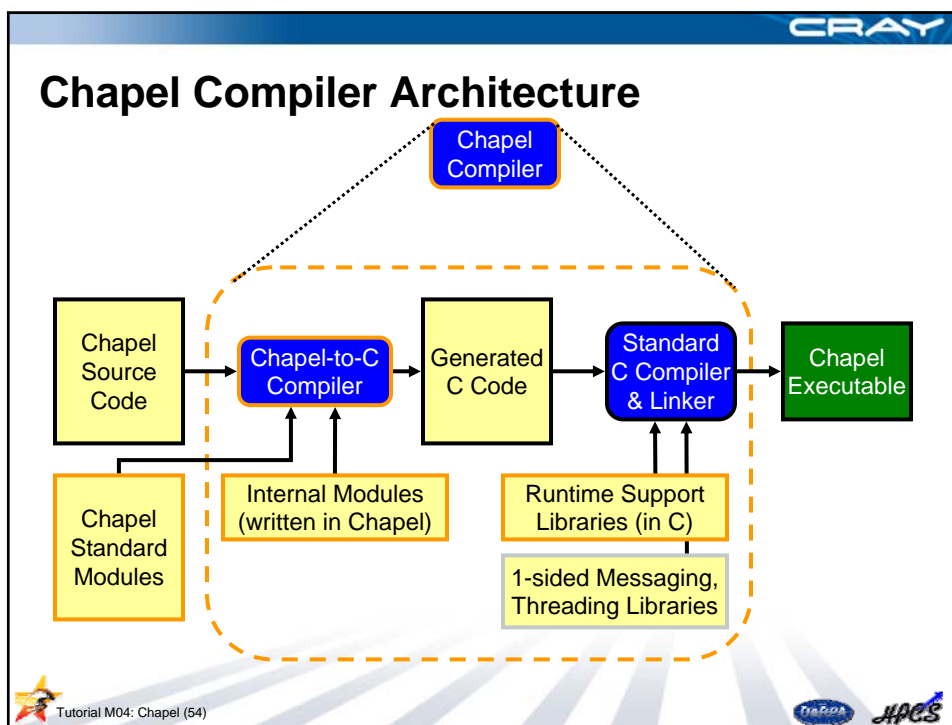 CRAY
Chapel Compiler Architecture
Chapel
Compiler
Chapel
Source
Code
Chapel-to-C
Compiler
Generated
C Code
Standard
C Compiler
& Linker
Chapel
Executable
Chapel
Standard
Modules
Internal Modules
(written in Chapel)
Runtime Support
Libraries (in C)
1-sided Messaging,
Threading Libraries
Tutorial M04: Chapel (54)
DARPA
HPCS